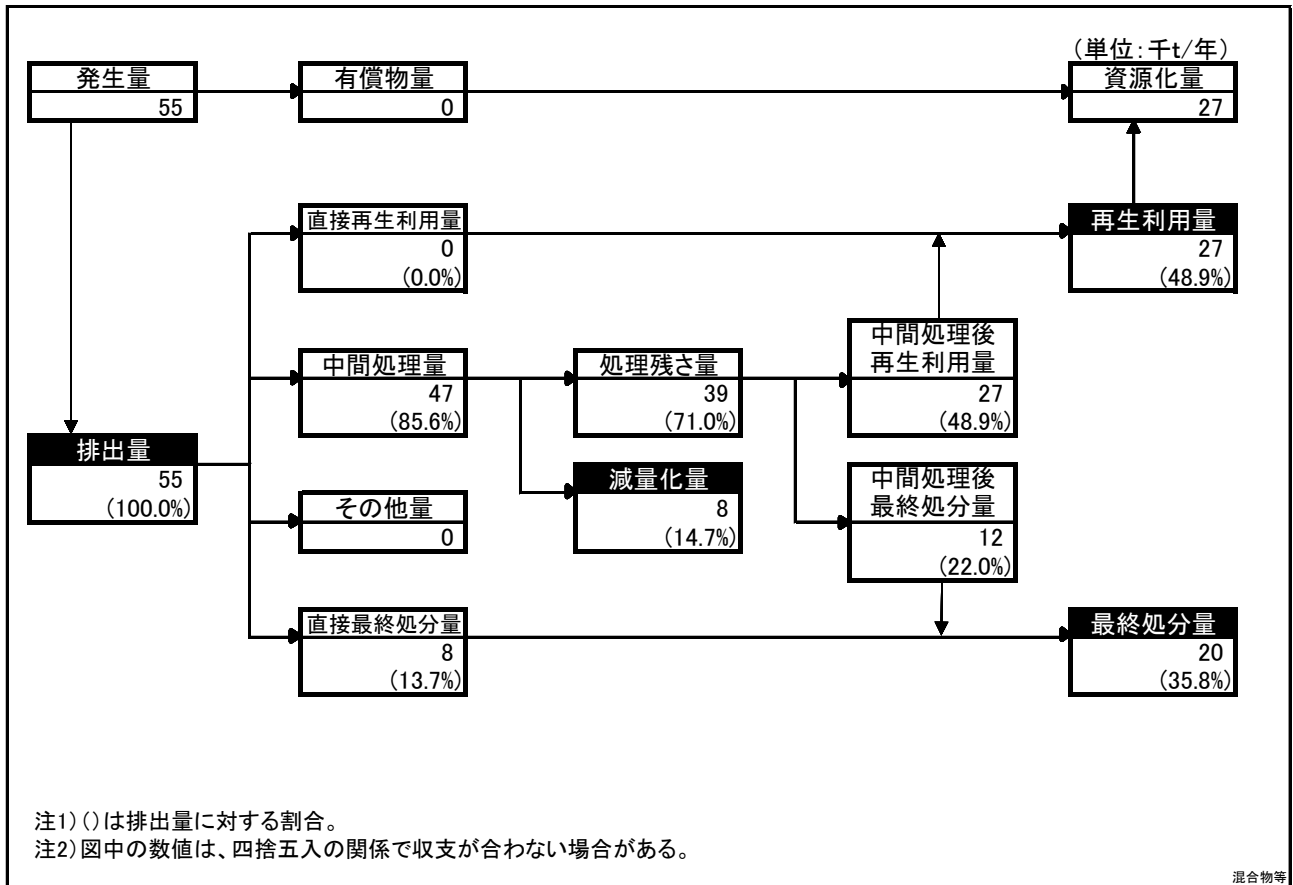 (単位:千t/年)
発生量
55
有償物量
0
資源化量
27
直接再生利用量
0
(0.0%)
再生利用量
27
(48.9%)
中間処理量
47
(85.6%)
処理残さ量
39
(71.0%)
中間処理後
再生利用量
27
(48.9%)
排出量
55
(100.0%)
減量化量
8
(14.7%)
中間処理後
最終処分量
12
(22.0%)
その他量
0
直接最終処分量
8
(13.7%)
最終処分量
20
(35.8%)
注1)()は排出量に対する割合。
注2)図中の数値は、四捨五入の関係で収支が合わない場合がある。
混合物等